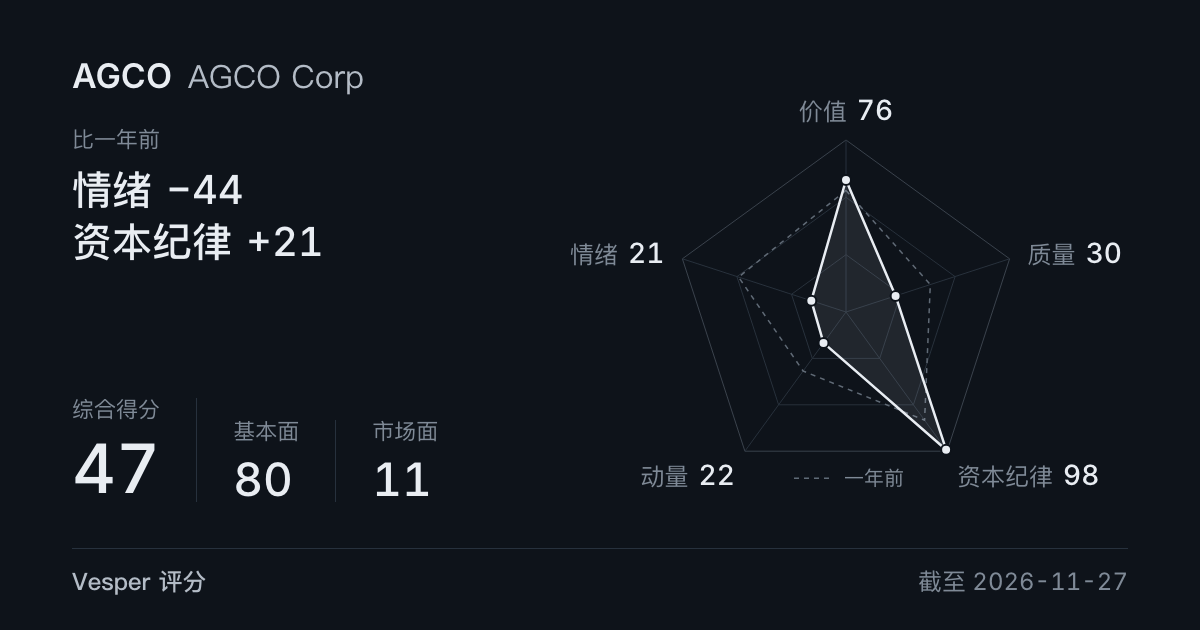 AGCO AGCO Corp
比一年前
情绪 −44
资本纪律 +21
综合得分
47
基本面
80
市场面
11
价值 76
情绪 21
质量 30
动量 22
---- 一年前
资本纪律 98
Vesper 评分
截至 2026-11-27